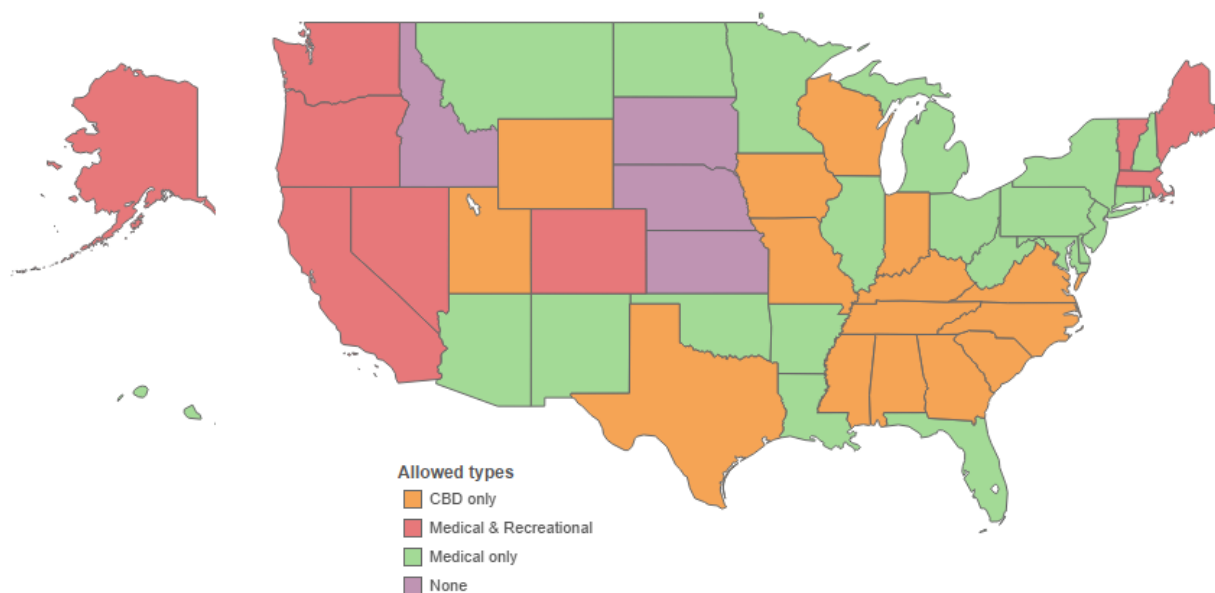 Allowed types
CBD only
Medical & Recreational
Medical only
None